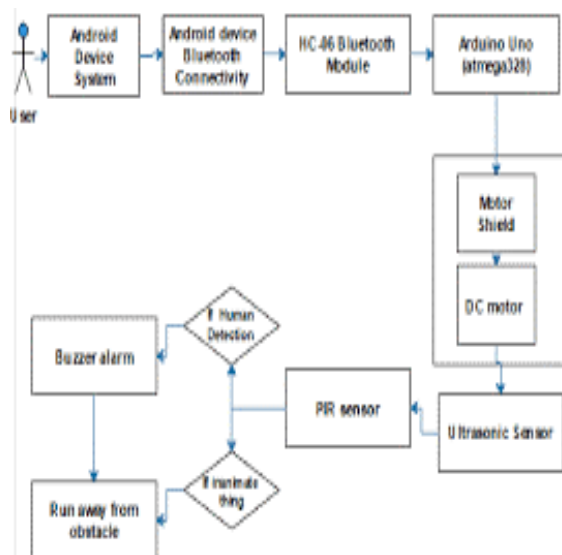 User
Android
Device
System
Android device
Bluetooth
Connectivity
HC-06 Bluetooth
Module
Arduino Uno
(atmega328)
Motor
Shield
DC motor
Ultrasonic Sensor
PIR sensor
If Human
Detection
If inanimate
thing
Buzzer alarm
Run away from
obstacle